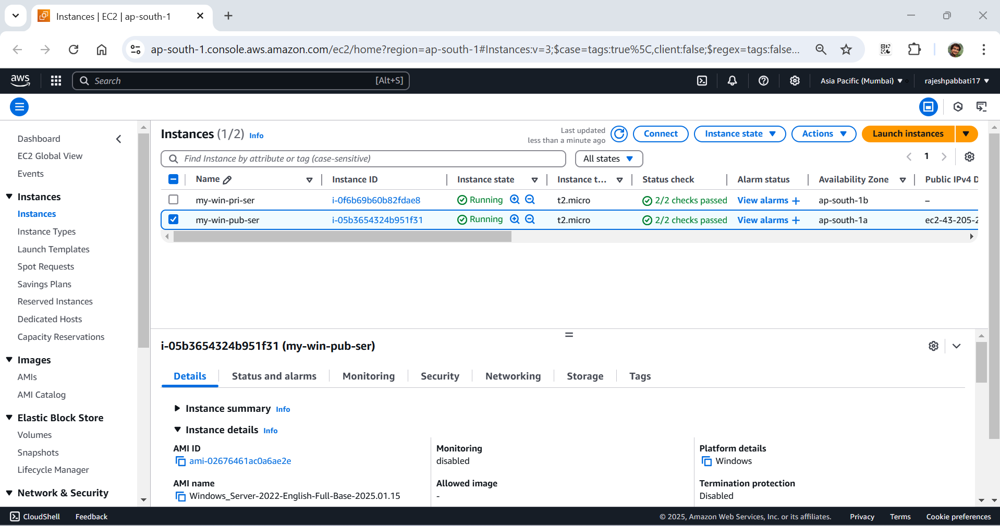 Instances | EC2 | ap-south-1
ap-south-1.console.aws.amazon.com/ec2/home?region=ap-south-1#Instances:v=3;$case=tags:true%5C,client:false;$regex=tags:false...
aws
Search [Alt+S]
Asia Pacific (Mumbai)
rajeshpabbati17
Dashboard
EC2 Global View
Events
Instances
Instances
Instance Types
Launch Templates
Spot Requests
Savings Plans
Reserved Instances
Dedicated Hosts
Capacity Reservations
Images
AMIs
AMI Catalog
Elastic Block Store
Volumes
Snapshots
Lifecycle Manager
Network & Security
Instances (1/2) Info
Last updated
less than a minute ago
Connect
Instance state
Actions
Launch instances
Find Instance by attribute or tag (case-sensitive)
All states
1
Name Instance ID Instance state Instance t... Status check Alarm status Availability Zone Public IPv4 D
my-win-pri-ser i-0f6b69b60b82fdae8 Running t2.micro 2/2 checks passed View alarms + ap-south-1b –
my-win-pub-ser i-05b3654324b951f31 Running t2.micro 2/2 checks passed View alarms + ap-south-1a ec2-43-205-2
i-05b3654324b951f31 (my-win-pub-ser)
Details
Status and alarms
Monitoring
Security
Networking
Storage
Tags
Instance summary Info
Instance details Info
AMI ID
ami-02676461ac0a6ae2e
AMI name
Windows_Server-2022-English-Full-Base-2025.01.15
Monitoring
disabled
Allowed image
-
Platform details
Windows
Termination protection
Disabled
CloudShell
Feedback
© 2025, Amazon Web Services, Inc. or its affiliates.
Privacy
Terms
Cookie preferences